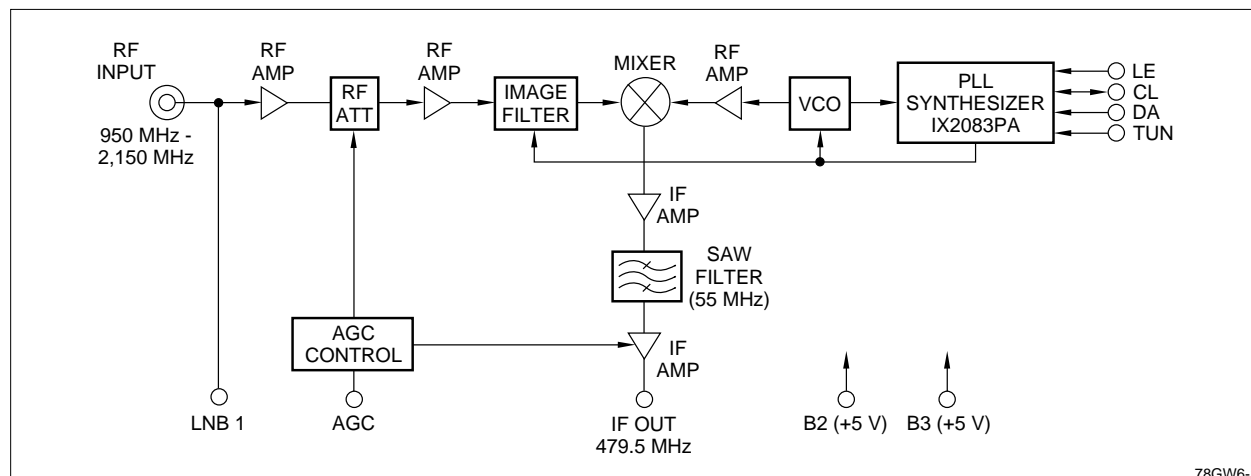 RF
INPUT
950 MHz -
2,150 MHz
RF
AMP
RF
ATT
RF
AMP
IMAGE
FILTER
MIXER
RF
AMP
VCO
PLL
SYNTHESIZER
IX2083PA
LE
CL
DA
TUN
IF
AMP
SAW
FILTER
(55 MHz)
AGC
CONTROL
IF
AMP
LNB 1
AGC
IF OUT
479.5 MHz
B2 (+5 V)
B3 (+5 V)
78GW6-